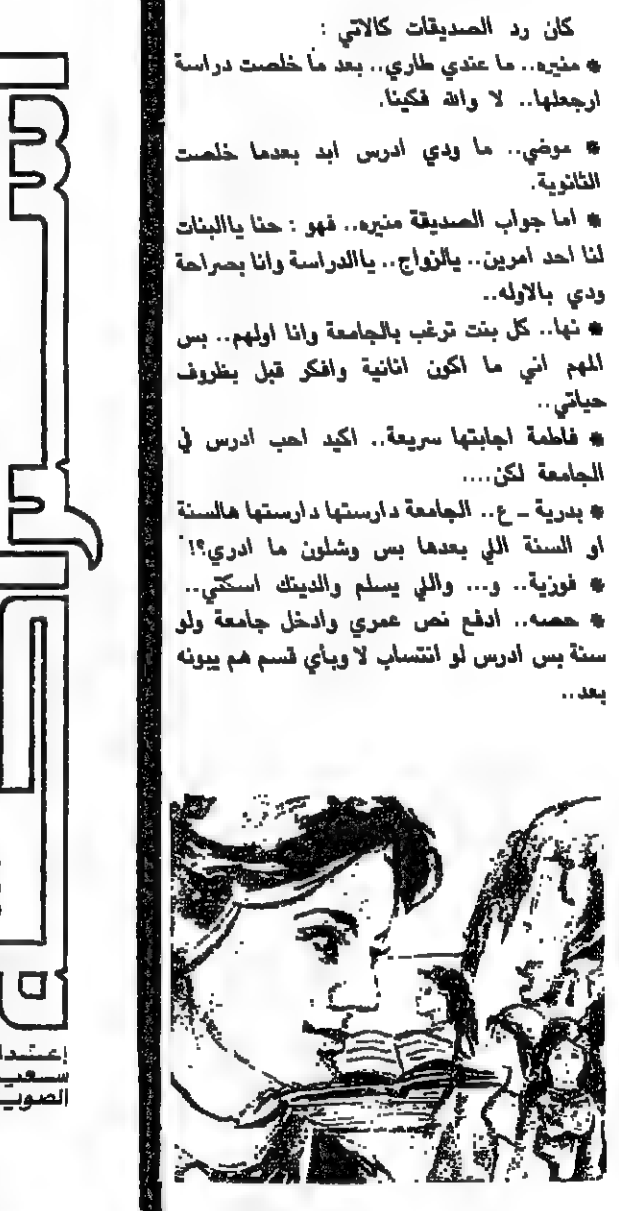 كان رد الصديقات كالاتي :
* منيره.. ما عندي طاري.. بعد ما خلصت دراسة
ارجعلها.. لا والله فكينا.
* موضي.. ما ودي ادرس ابد بعدما خلصت
الثانوية.
* اما جواب الصديقة منيره.. فهو : حنا ياالبنات
لنا احد امرين.. يالزواج.. ياالدراسة وانا بصراحة
ودي بالاوله..
* نها.. كل بنت ترغب بالجامعة وانا اولهم.. بس
المهم اني ما اكون انانية وافكر قبل بظروف
حياتي..
* فاطمة اجابتها سريعة.. اكيد احب ادرس في
الجامعة لكن....
* بدرية ــ ع.. الجامعة دارستها دارستها هالسنة
او السنة اللي بعدها بس وشلون ما ادري؟!
* فوزية.. و... واللي يسلم والدينك اسكتي..
* حصه.. ادفع نص عمري وادخل جامعة ولو
سنة بس ادرس لو انتساب لا وبأي قسم هم يبونه
بعد..